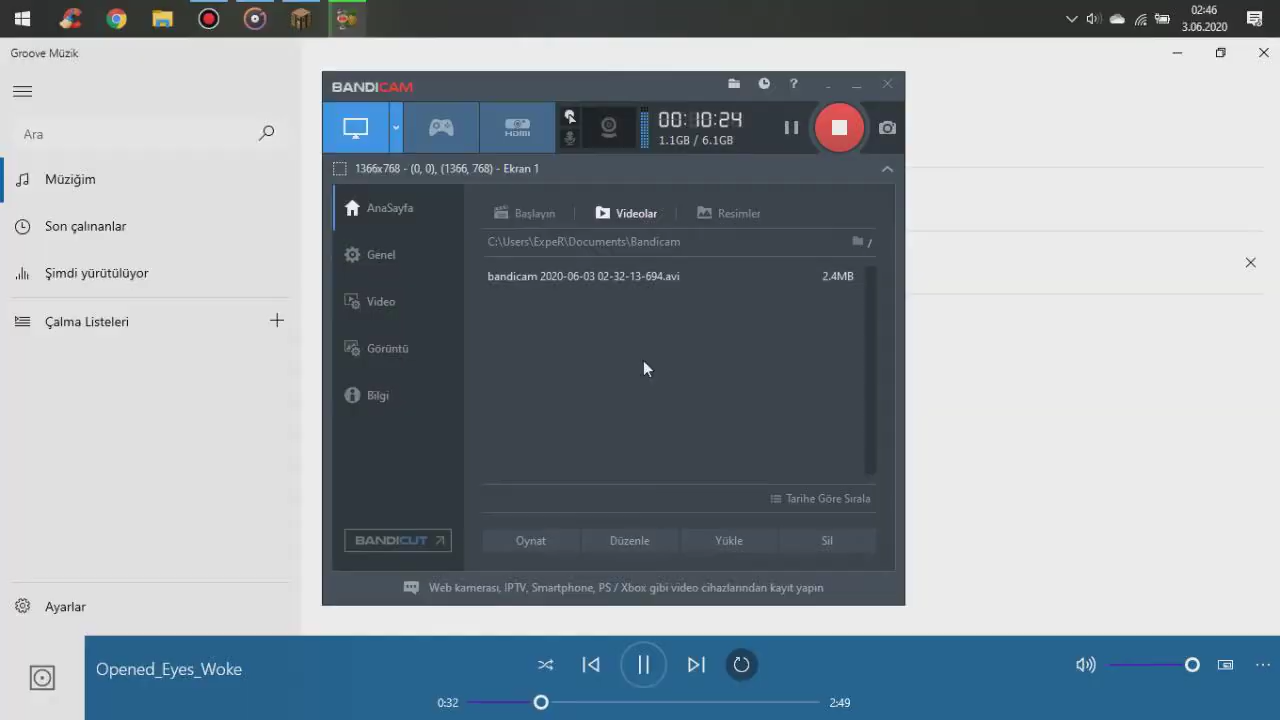 02:46
3.06.2020
Groove Müzik
Ara
Müziğim
Son çalınanlar
Şimdi yürütülüyor
Çalma Listeleri
Ayarlar
BANDICAM
?
HDMI
00:10:24
1.1GB / 6.1GB
1366x768 - (0, 0), (1366, 768) - Ekran 1
AnaSayfa
Genel
Video
Görüntü
Bilgi
BANDICUT
Başlayın
Videolar
Resimler
C:\Users\ExpeR\Documents\Bandicam
/
bandicam 2020-06-03 02-32-13-694.avi
2.4MB
Tarihe Göre Sırala
Oynat
Düzenle
Yükle
Sil
Web kamerası, IPTV, Smartphone, PS / Xbox gibi video cihazlarından kayıt yapın
Opened_Eyes_Woke
0:32
2:49